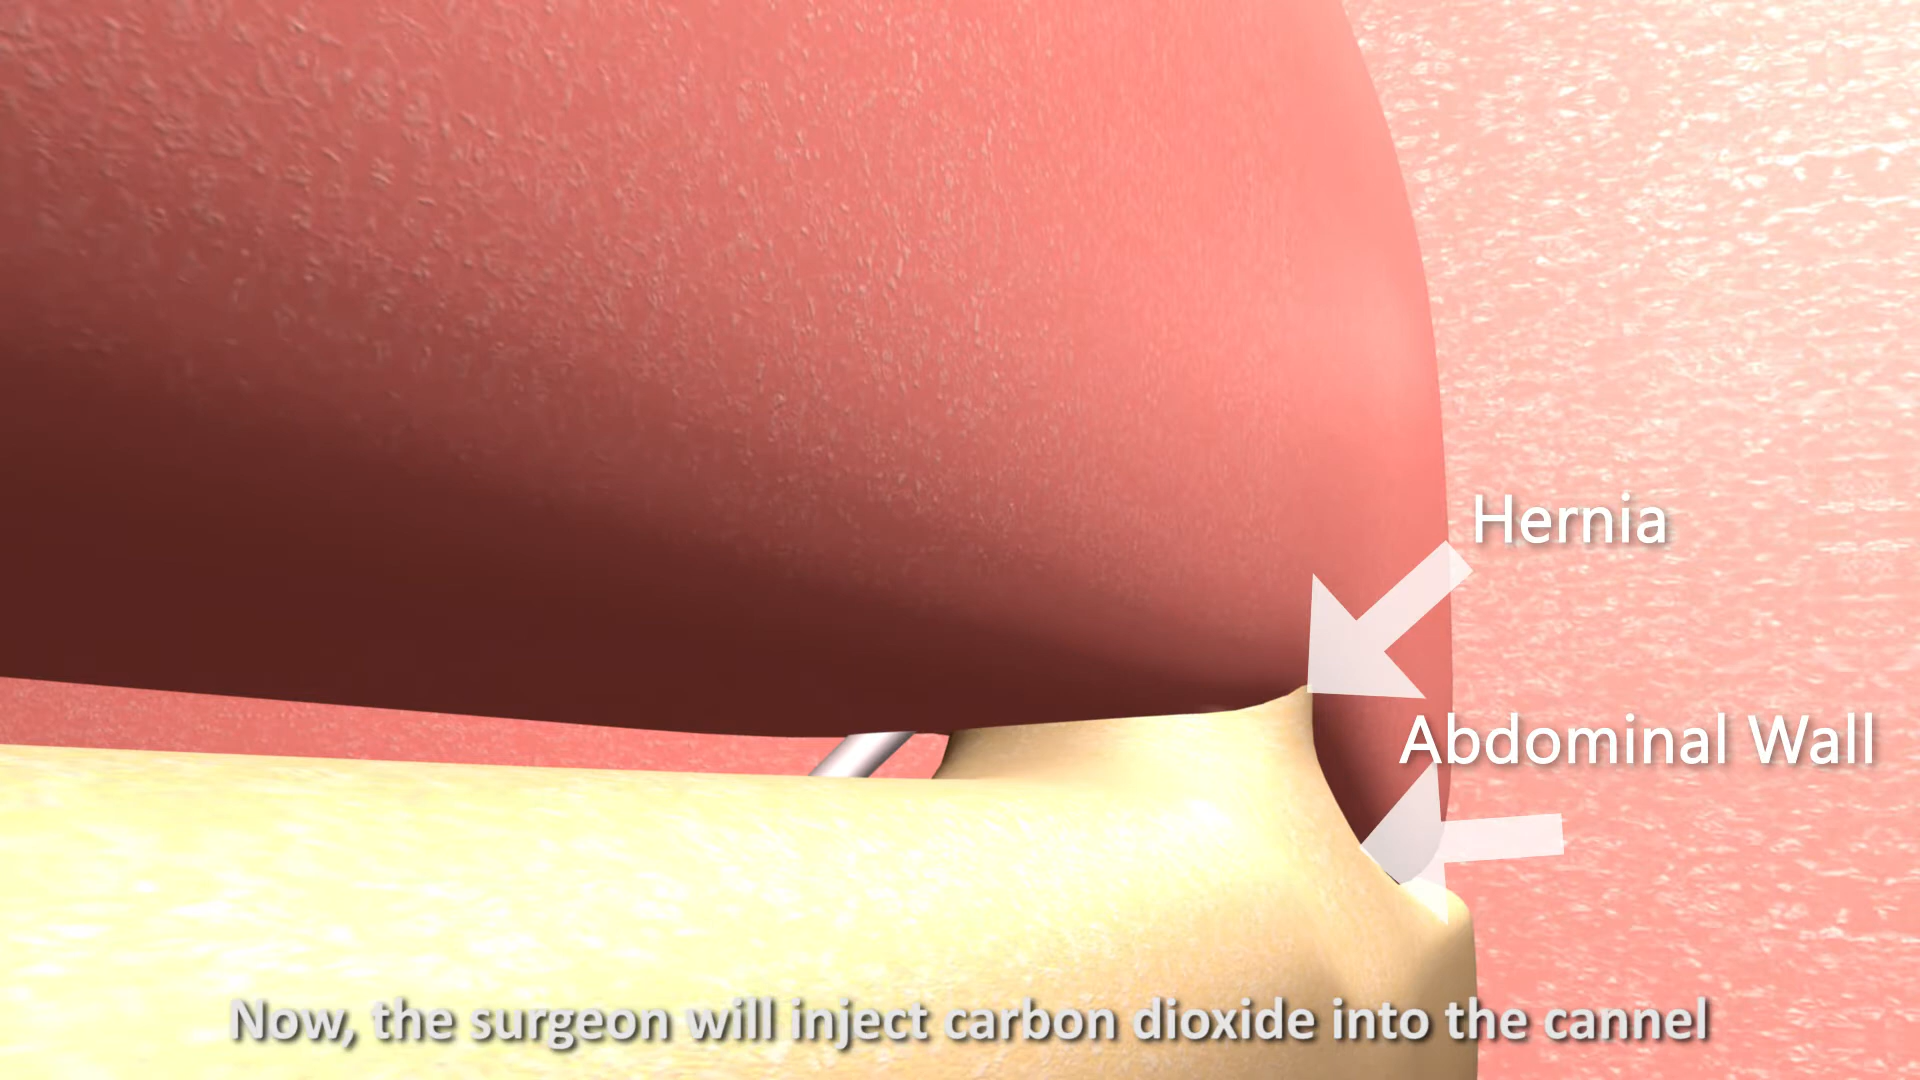 Hernia
Abdominal Wall
Now, the surgeon will inject carbon dioxide into the cannel